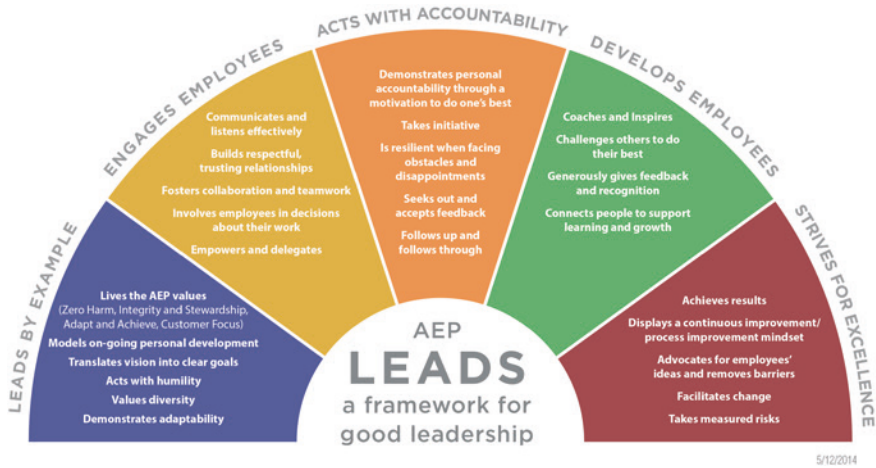 LEADS BY EXAMPLE
Lives the AEP values
(Zero Harm, Integrity and Stewardship,
Adapt and Achieve, Customer Focus)
Models on-going personal development
Translates vision into clear goals
Acts with humility
Values diversity
Demonstrates adaptability
ENGAGES EMPLOYEES
Communicates and
listens effectively
Builds respectful,
trusting relationships
Fosters collaboration and teamwork
Involves employees in decisions
about their work
Empowers and delegates
ACTS WITH ACCOUNTABILITY
Demonstrates personal
accountability through a
motivation to do one's best
Takes initiative
Is resilient when facing
obstacles and
disappointments
Seeks out and
accepts feedback
Follows up and
follows through
DEVELOPS EMPLOYEES
Coaches and Inspires
Challenges others to do
their best
Generously gives feedback
and recognition
Connects people to support
learning and growth
STRIVES FOR EXCELLENCE
Achieves results
Displays a continuous improvement/
process improvement mindset
Advocates for employees'
ideas and removes barriers
Facilitates change
Takes measured risks
AEP
LEADS
a framework for
good leadership
5/12/2014